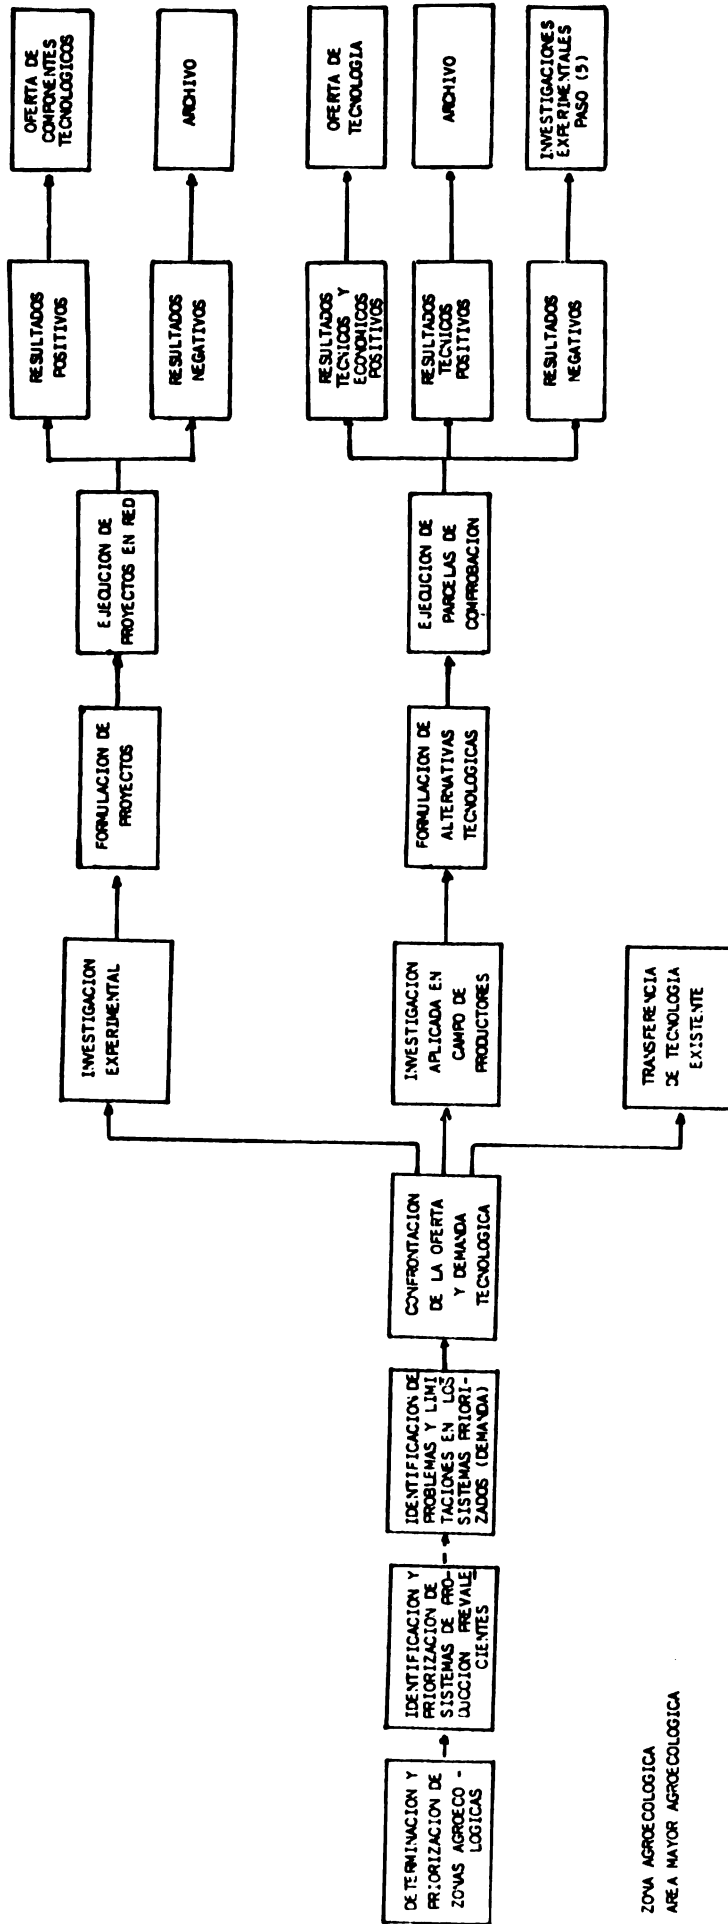 DETERMINACION Y
PRIORIZACION DE
ZONAS AGROECO -
LOGICAS
IDENTIFICACION Y
PRIORIZACION DE
SISTEMAS DE PRO-
DUCCION PREVALE
CIENTES
IDENTIFICACION DE
PROBLEMAS Y LIMI
TACIONES EN LOS
SISTEMAS PRIORI-
ZADOS (DEMANDA)
CONFRONTACION
DE LA OFERTA
Y DEMANDA
TECNOLOGICA
INVESTIGACION
EXPERIMENTAL
FORMULACION DE
PROYECTOS
EJECUCION DE
PROYECTOS EN RED
RESULTADOS
POSITIVOS
OFERTA DE
COMPONENTES
TECNOLOGICOS
RESULTADOS
NEGATIVOS
ARCHIVO
INVESTIGACION
APLICADA EN
CAMPO DE
PRODUCTORES
FORMULACION DE
ALTERNATIVAS
TECNOLOGICAS
EJECUCION DE
PARCELAS DE
COMPROBACION
RESULTADOS
TECNICOS Y
ECONOMICOS
POSITIVOS
OFERTA DE
TECNOLOGIA
RESULTADOS
TECNICOS
POSITIVOS
ARCHIVO
RESULTADOS
NEGATIVOS
INVESTIGACIONES
EXPERIMENTALES
PASO (5)
TRANSFERENCIA
DE TECNOLOGIA
EXISTENTE
ZONA AGROECOLOGICA
AREA MAYOR AGROECOLOGICA